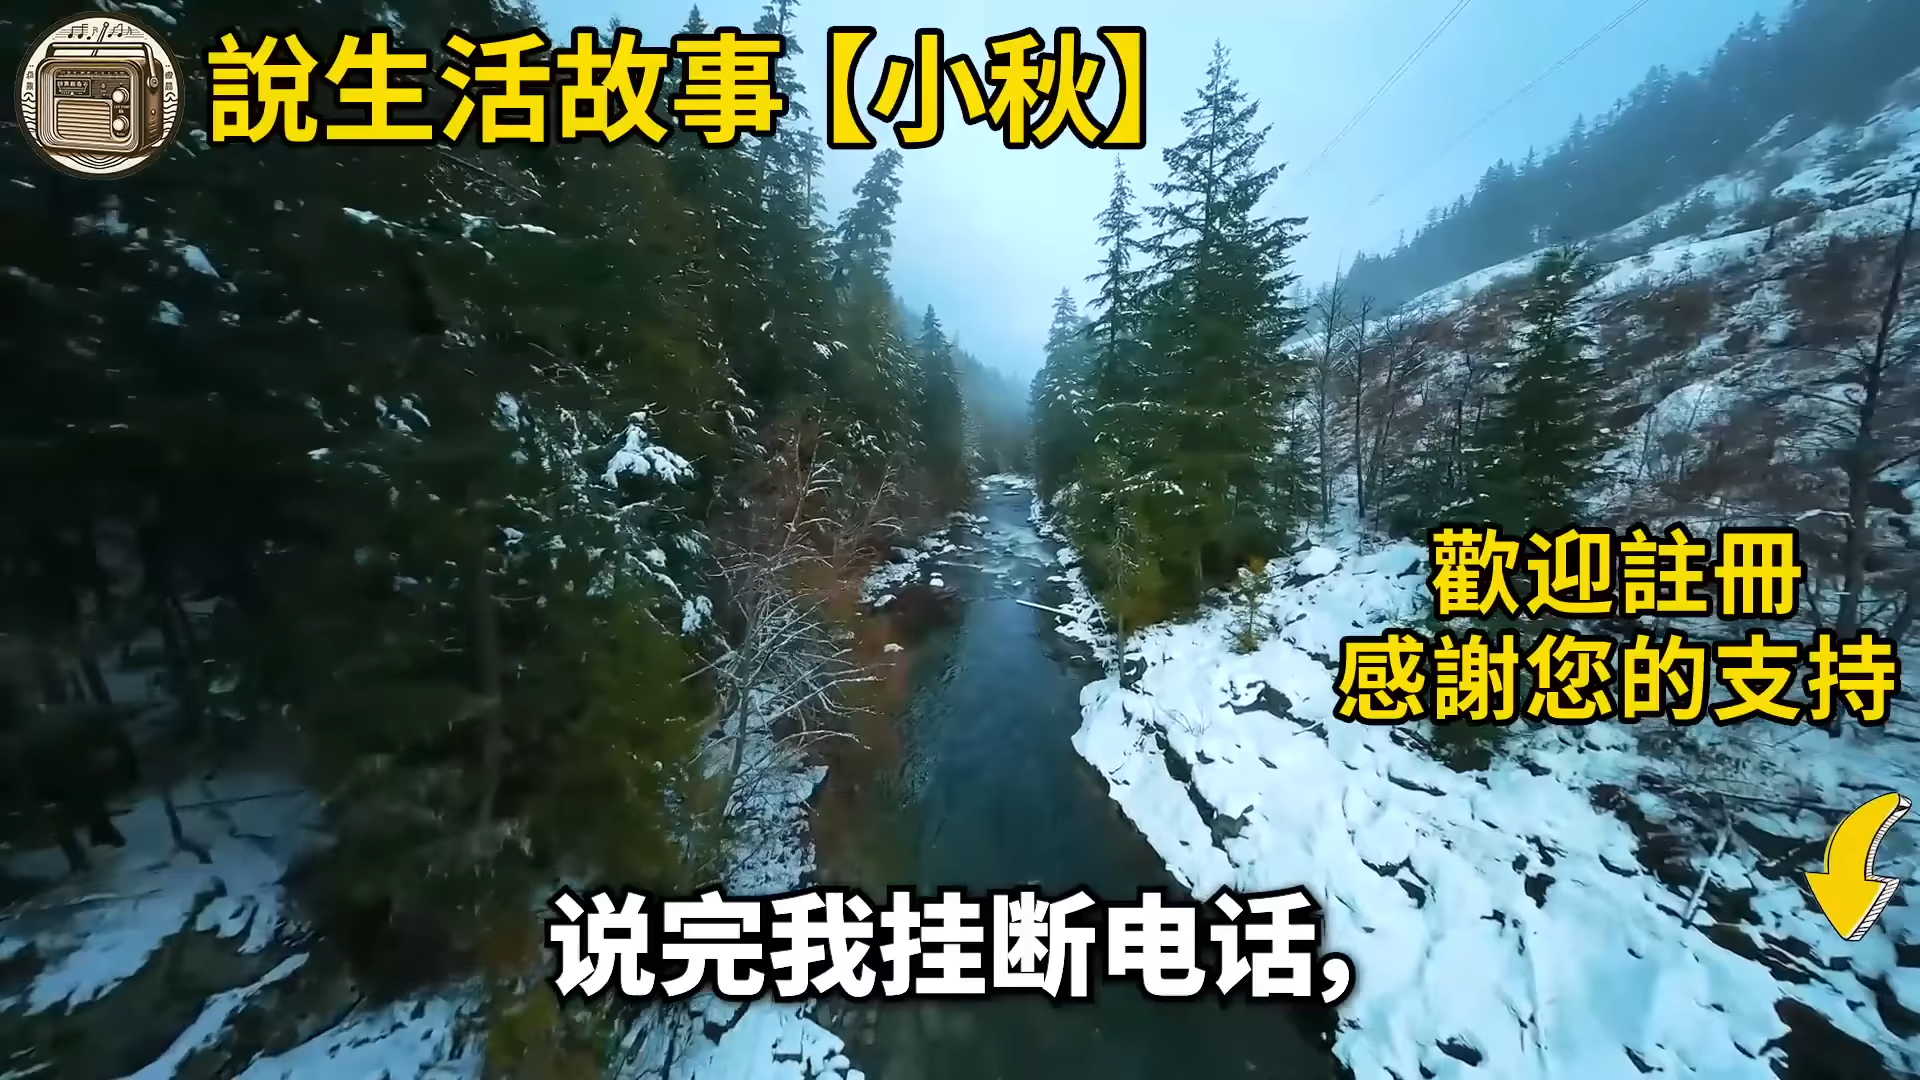 說生活故事【小秋】
歡迎註冊
感謝您的支持
说完我挂断电话,